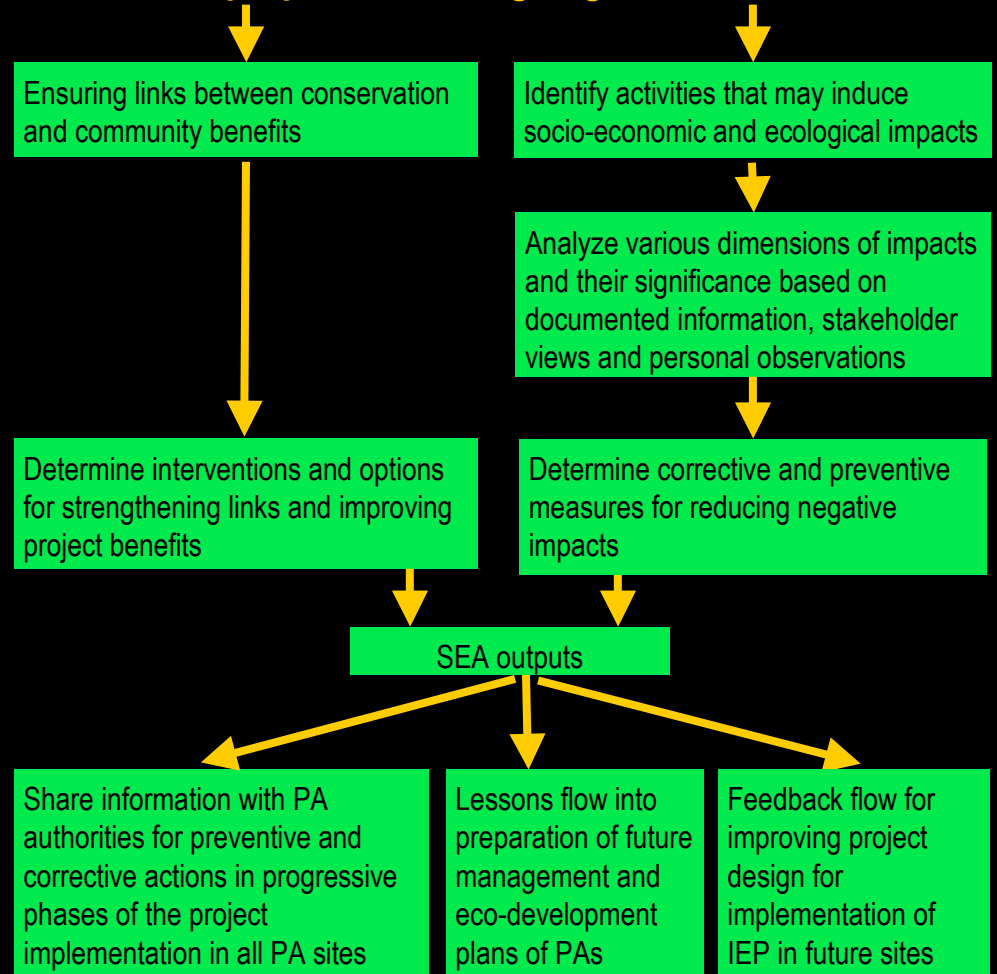 Ensuring links between conservation
and community benefits
Identify activities that may induce
socio-economic and ecological impacts
Analyze various dimensions of impacts
and their significance based on
documented information, stakeholder
views and personal observations
Determine interventions and options
for strengthening links and improving
project benefits
Determine corrective and preventive
measures for reducing negative
impacts
SEA outputs
Share information with PA
authorities for preventive and
corrective actions in progressive
phases of the project
implementation in all PA sites
Lessons flow into
preparation of future
management and
eco-development
plans of PAs
Feedback flow for
improving project
design for
implementation of
IEP in future sites